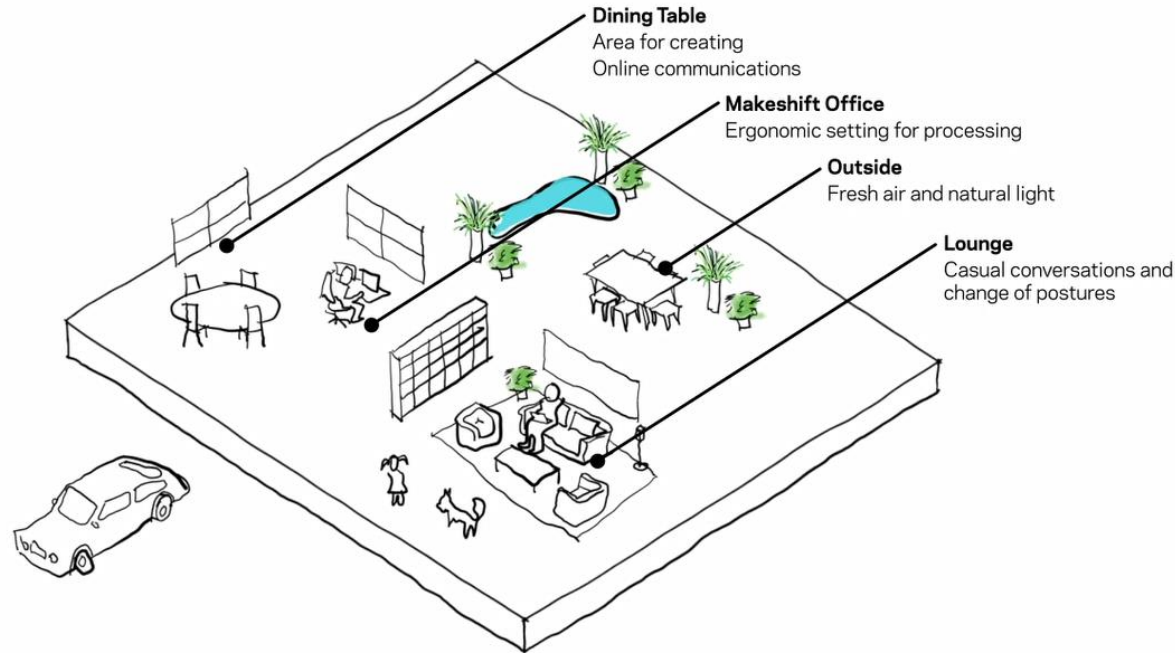 Dining Table
Area for creating
Online communications
Makeshift Office
Ergonomic setting for processing
Outside
Fresh air and natural light
Lounge
Casual conversations and
change of postures